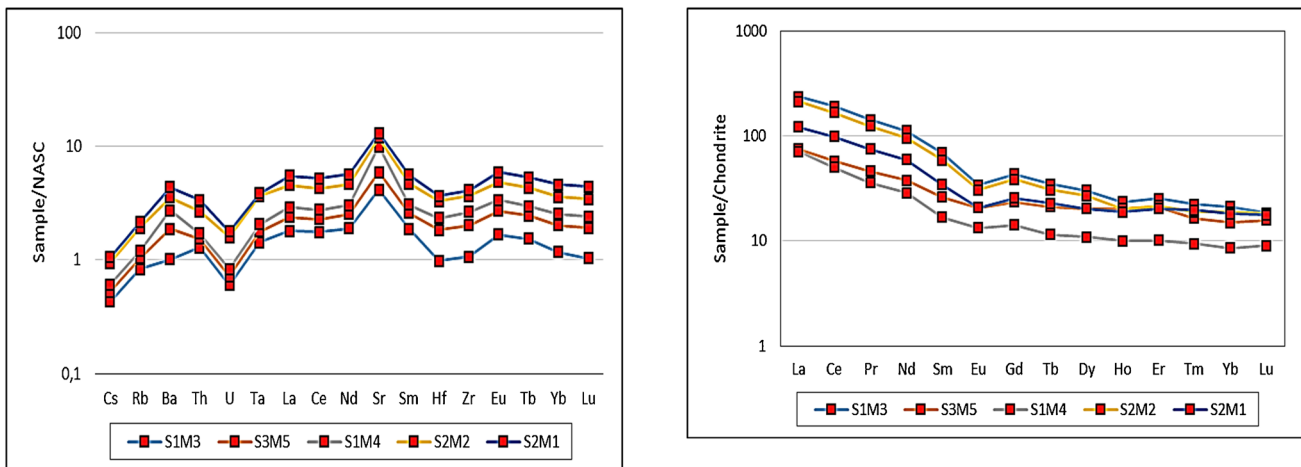 100
10
1
0,1
Sample/NASC
Cs Rb Ba Th U Ta La Ce Nd Sr Sm Hf Zr Eu Tb Yb Lu
S1M3 S3M5 S1M4 S2M2 S2M1
1000
100
10
1
Sample/Chondrite
La Ce Pr Nd Sm Eu Gd Tb Dy Ho Er Tm Yb Lu
S1M3 S3M5 S1M4 S2M2 S2M1